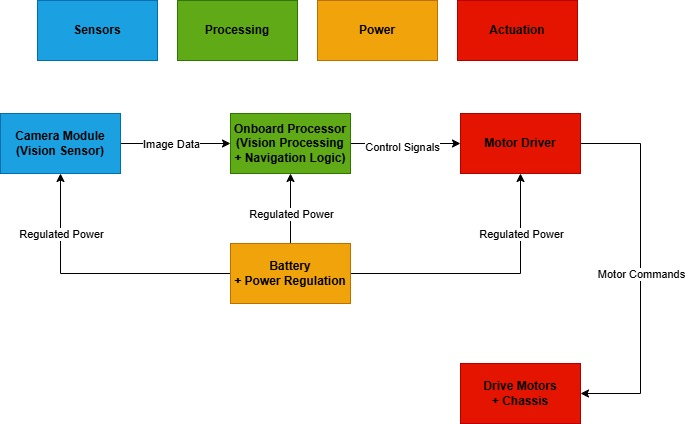 Sensors
Processing
Power
Actuation
Camera Module
(Vision Sensor)
Image Data
Onboard Processor
(Vision Processing
+ Navigation Logic)
Control Signals
Motor Driver
Regulated Power
Regulated Power
Regulated Power
Battery
+ Power Regulation
Motor Commands
Drive Motors
+ Chassis